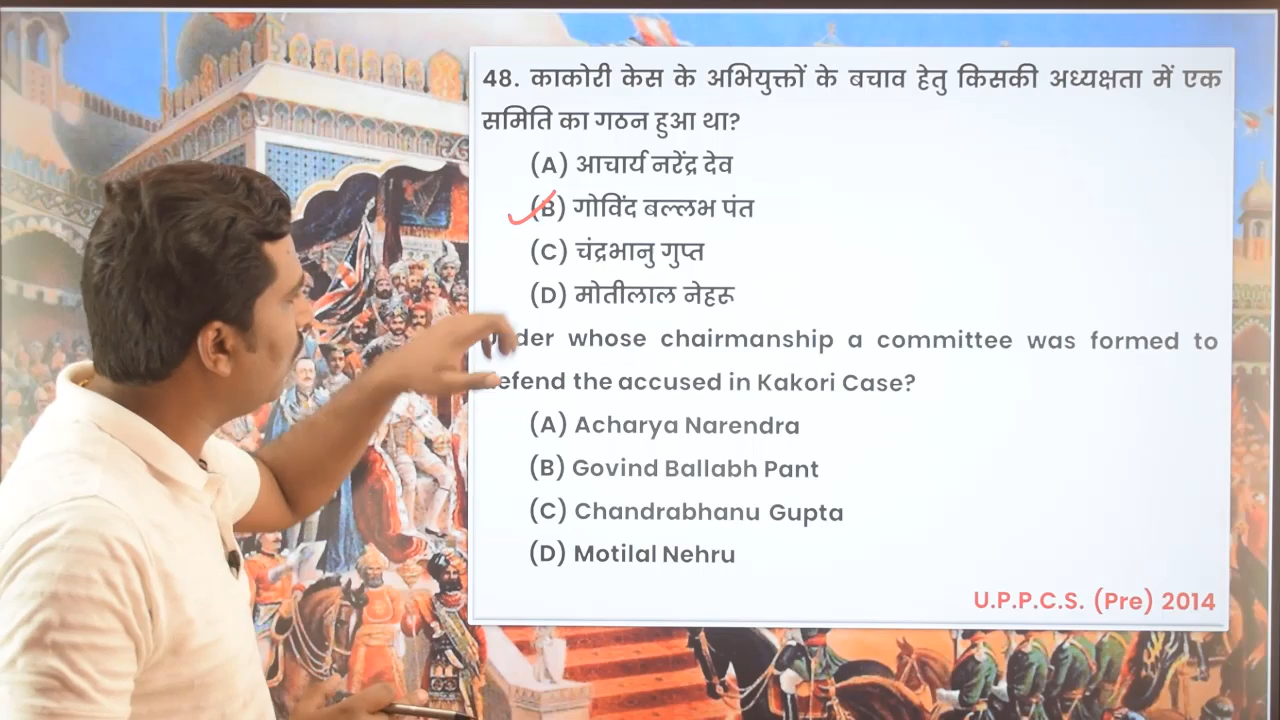 48. काकोरी केस के अभियुक्तों के बचाव हेतु किसकी अध्यक्षता में एक
समिति का गठन हुआ था?
(A) आचार्य नरेंद्र देव
(B) गोविंद बल्लभ पंत
(C) चंद्रभानु गुप्त
(D) मोतीलाल नेहरू
whose chairmanship a committee was formed to
the accused in Kakori Case?
(A) Acharya Narendra
(B) Govind Ballabh Pant
(C) Chandrabhanu Gupta
(D) Motilal Nehru
U.P.P.C.S. (Pre) 2014